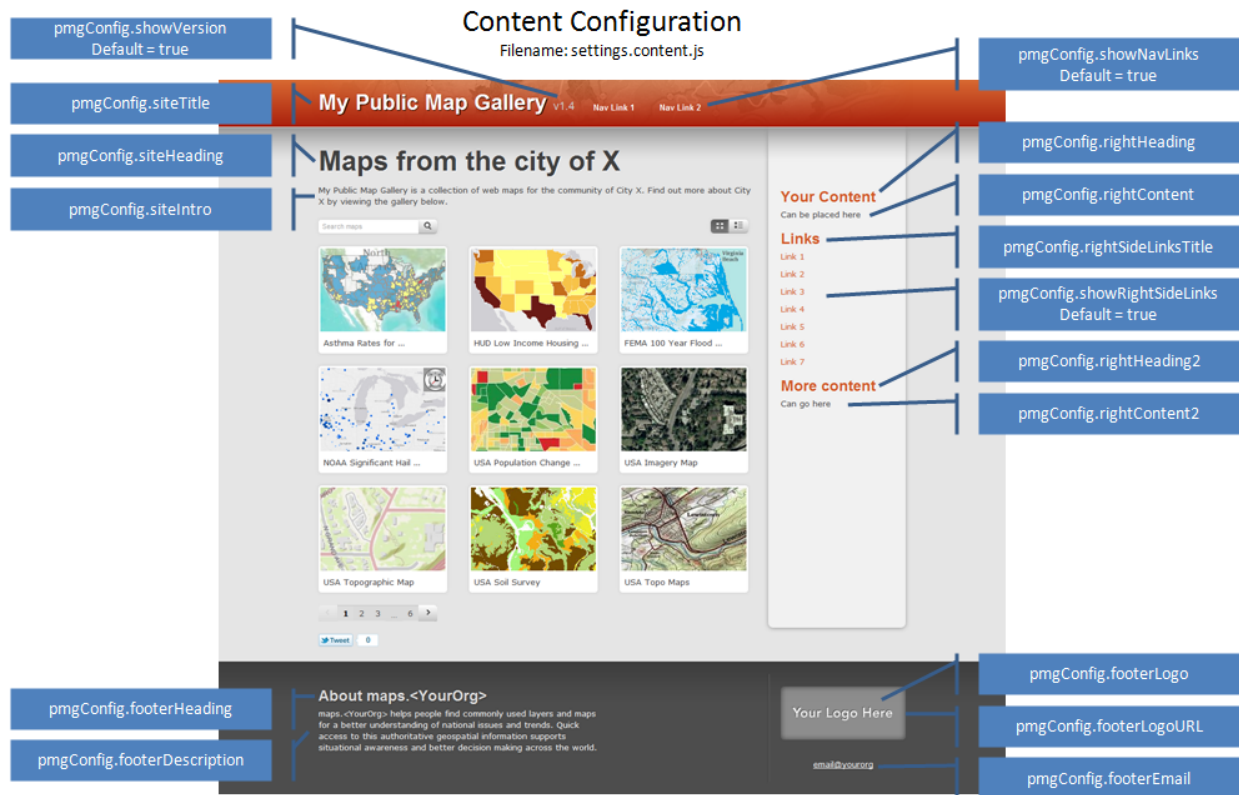 Content Configuration
Filename: settings.content.js
pmgConfig.showVersion
Default = true
pmgConfig.siteTitle
pmgConfig.siteHeading
pmgConfig.siteIntro
pmgConfig.showNavLinks
Default = true
pmgConfig.rightHeading
pmgConfig.rightContent
pmgConfig.rightSideLinksTitle
pmgConfig.showRightSideLinks
Default = true
pmgConfig.rightHeading2
pmgConfig.rightContent2
My Public Map Gallery v1.4 Nav Link 1 Nav Link 2
Maps from the city of X
My Public Map Gallery is a collection of web maps for the community of City X. Find out more about City
X by viewing the gallery below.
Search maps
North
Virginia
Beach
Asthma Rates for ...
HUD Low Income Housing ...
FEMA 100 Year Flood ...
NOAA Significant Hail ...
USA Population Change ...
USA Imagery Map
USA Topographic Map
USA Soil Survey
USA Topo Maps
1 2 3 ... 6
Tweet 0
Your Content
Can be placed here
Links
Link 1
Link 2
Link 3
Link 4
Link 5
Link 6
Link 7
More content
Can go here
pmgConfig.footerHeading
pmgConfig.footerDescription
About maps.<YourOrg>
maps.<YourOrg> helps people find commonly used layers and maps
for a better understanding of national issues and trends. Quick
access to this authoritative geospatial information supports
situational awareness and better decision making across the world.
Your Logo Here
email@yourorg
pmgConfig.footerLogo
pmgConfig.footerLogoURL
pmgConfig.footerEmail